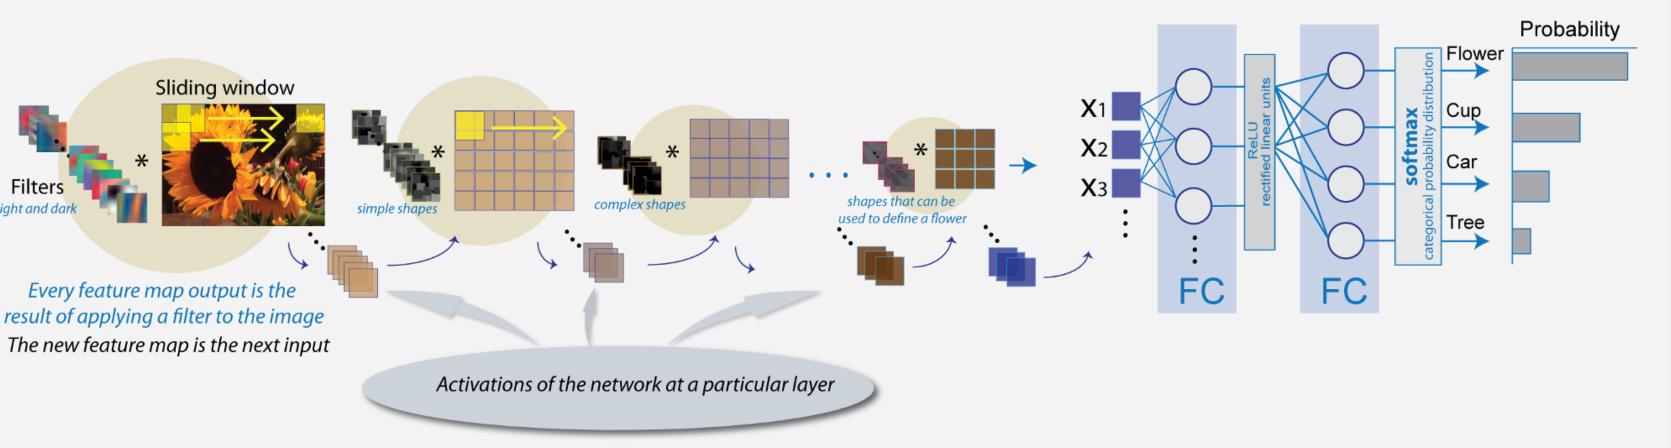 Sliding window
*
Filters
ight and dark
Every feature map output is the
result of applying a filter to the image
The new feature map is the next input
*
simple shapes
*
complex shapes
*
shapes that can be
used to define a flower
Activations of the network at a particular layer
X1
X2
X3
FC
ReLU
rectified linear units
FC
softmax
categorical probability distribution
Probability
Flower
Cup
Car
Tree